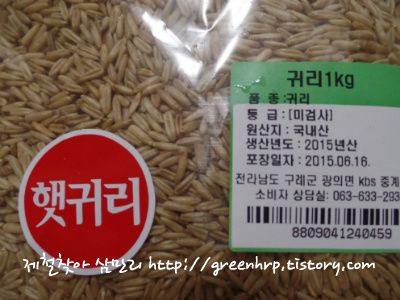 햇귀리
귀리1kg
품 종:귀리
등 급 : [미검사]
원산지 : 국내산
생산년도 : 2015년산
포장일자 : 2015.06.16.
전라남도 구례군 광의면 kbs 중계
소비자 상담실: 063-633-293
8809041240459
제철찾아 삼만리 http://greenhrp.tistory.com